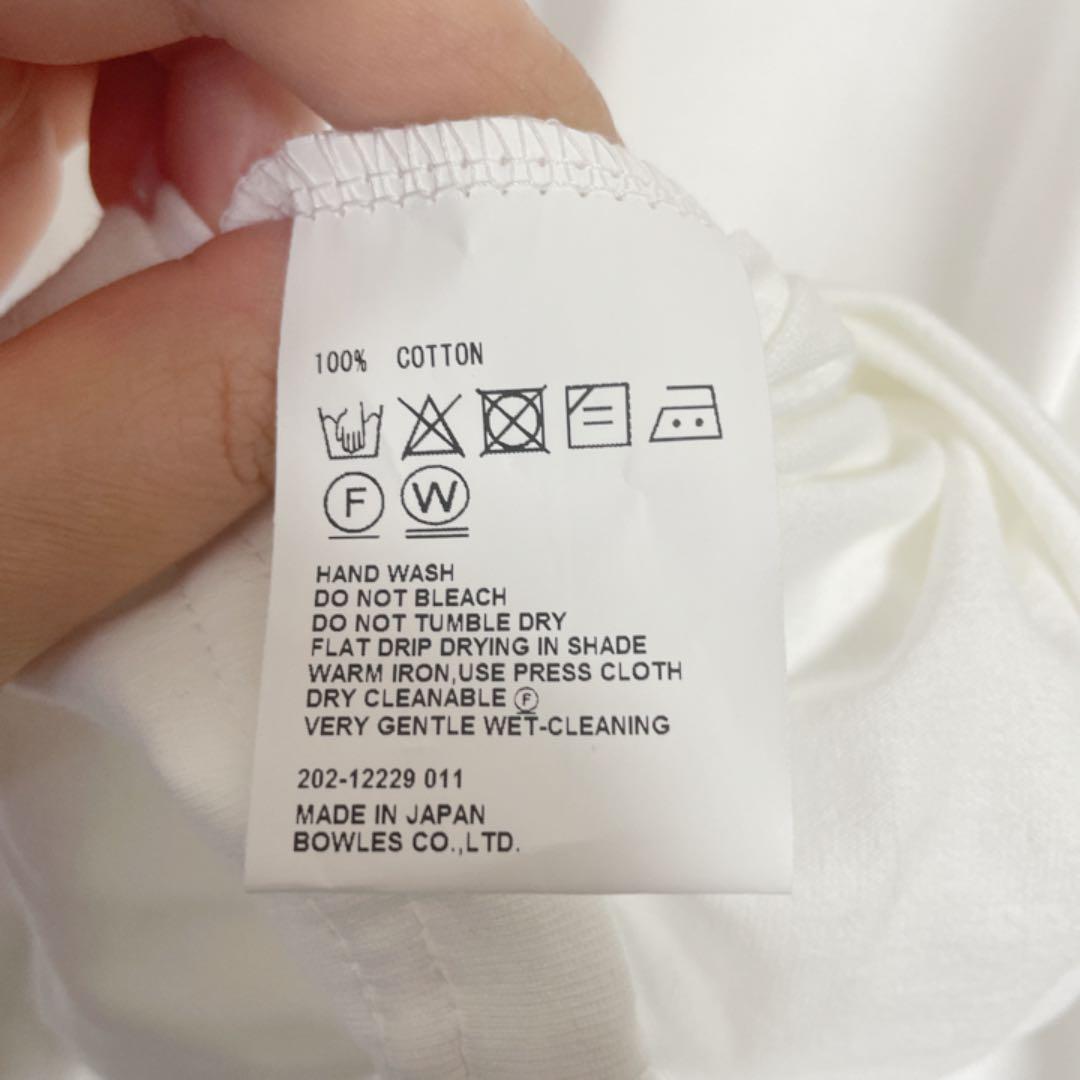 100% COTTON
F W
HAND WASH
DO NOT BLEACH
DO NOT TUMBLE DRY
FLAT DRIP DRYING IN SHADE
WARM IRON,USE PRESS CLOTH
DRY CLEANABLE Ⓕ
VERY GENTLE WET-CLEANING
202-12229 011
MADE IN JAPAN
BOWLES CO.,LTD.